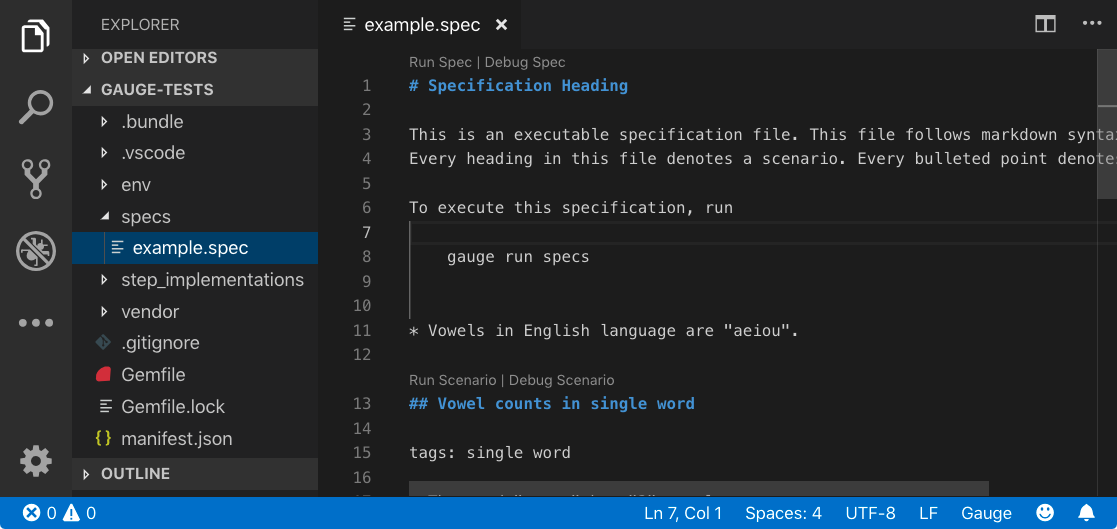 EXPLORER
OPEN EDITORS
GAUGE-TESTS
.bundle
.vscode
env
specs
example.spec
step_implementations
vendor
.gitignore
Gemfile
Gemfile.lock
{} manifest.json
OUTLINE
example.spec ×
Run Spec | Debug Spec
1 # Specification Heading
2
3 This is an executable specification file. This file follows markdown
4 Every heading in this file denotes a scenario. Every bulleted point
5
6 To execute this specification, run
7
8 gauge run specs
9
10
11 * Vowels in English language are "aeiou".
12
Run Scenario | Debug Scenario
13 ## Vowel counts in single word
14
15 tags: single word
16
0 0
Ln 7, Col 1 Spaces: 4 UTF-8 LF Gauge